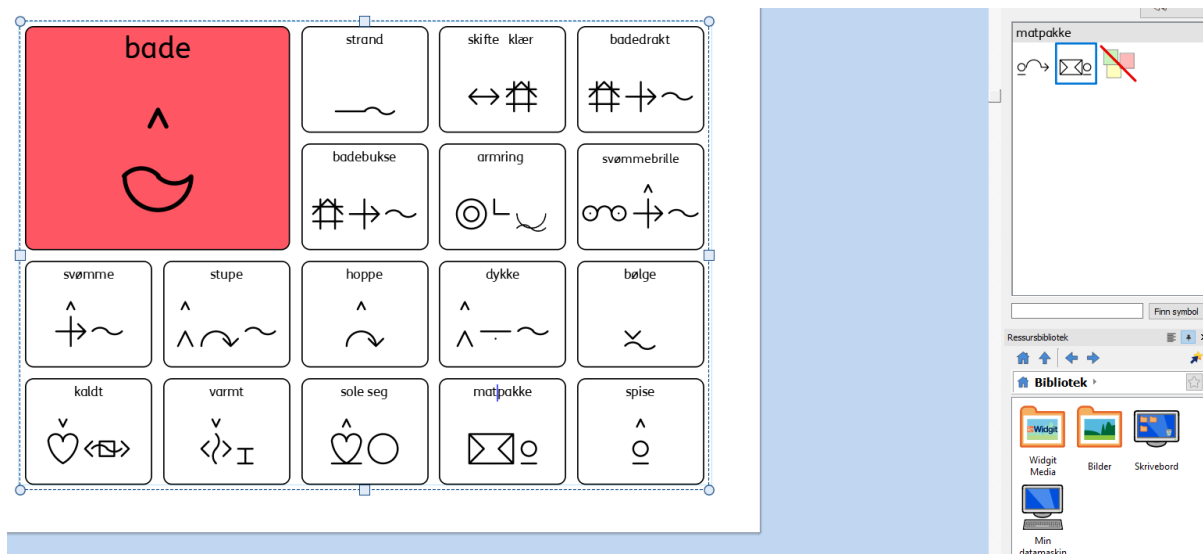 bade
strand
skifte klær
badedrakt
badebukse
armring
svømmebrille
svømme
stupe
hoppe
dykke
bølge
kaldt
varmt
sole seg
matpakke
spise
matpakke
Finn symbol
Ressursbibliotek
Bibliotek
Widgit
Widgit
Media
Bilder
Skrivebord
Min
datamaskin